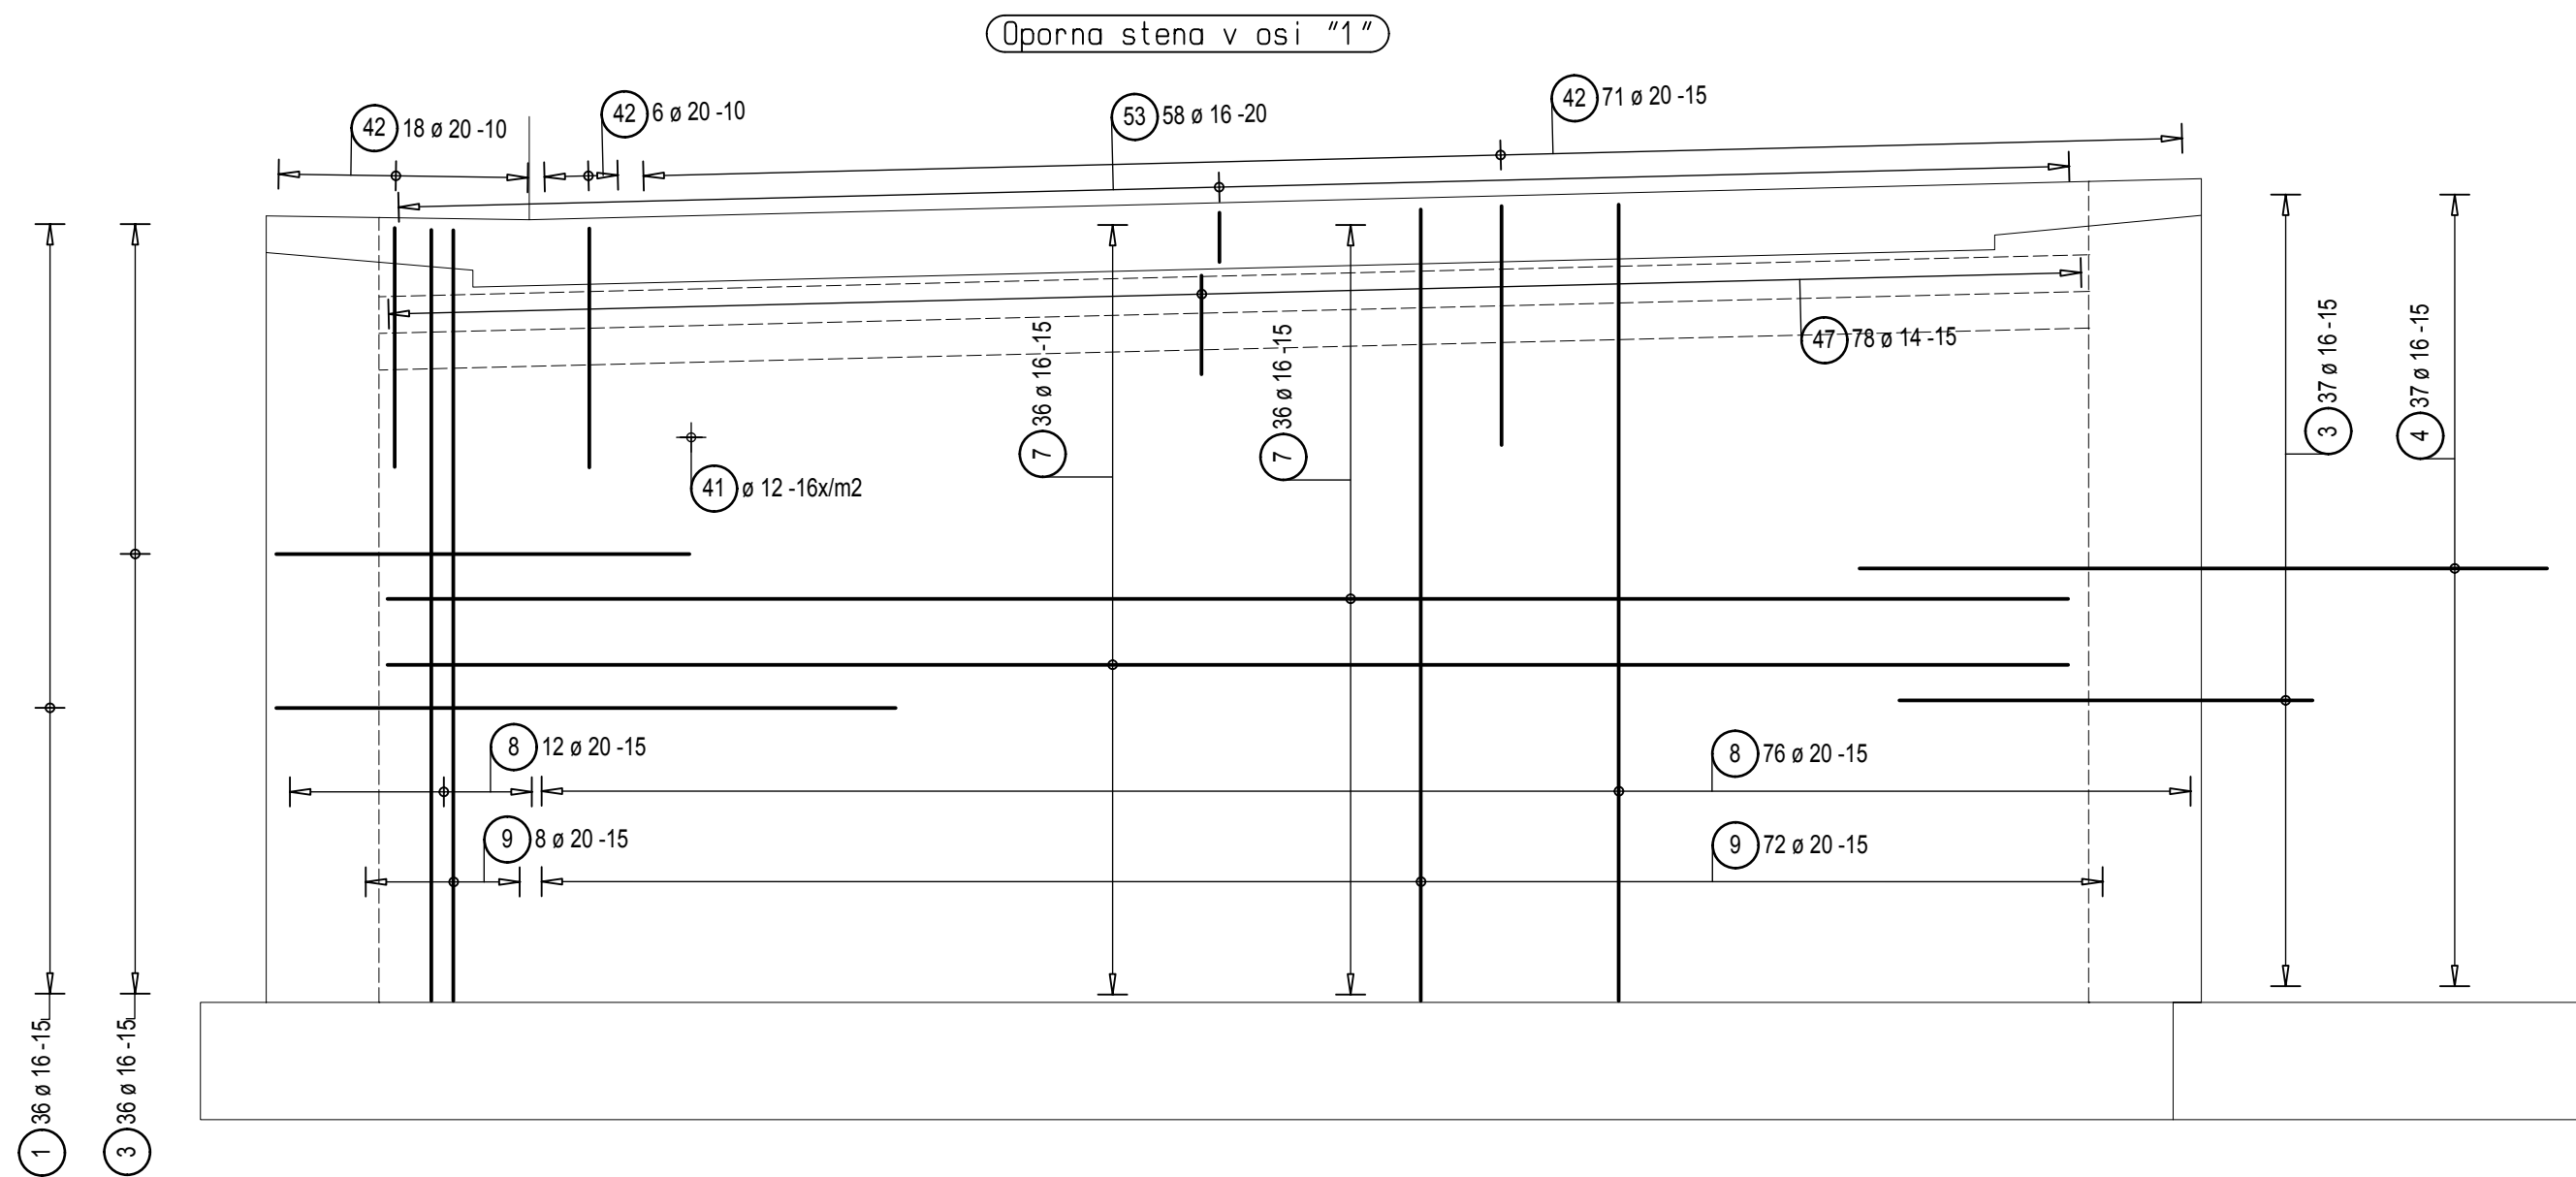 Oporna stena v osi "1"
42 18 ø 20 -10
42 6 ø 20 -10
53 58 ø 16 -20
42 71 ø 20 -15
47 78 ø 14 -15
41 ø 12 -16x/m2
7 36 ø 16 -15
7 36 ø 16 -15
3 37 ø 16 -15
4 37 ø 16 -15
8 12 ø 20 -15
8 76 ø 20 -15
9 8 ø 20 -15
9 72 ø 20 -15
1 36 ø 16 -15
3 36 ø 16 -15